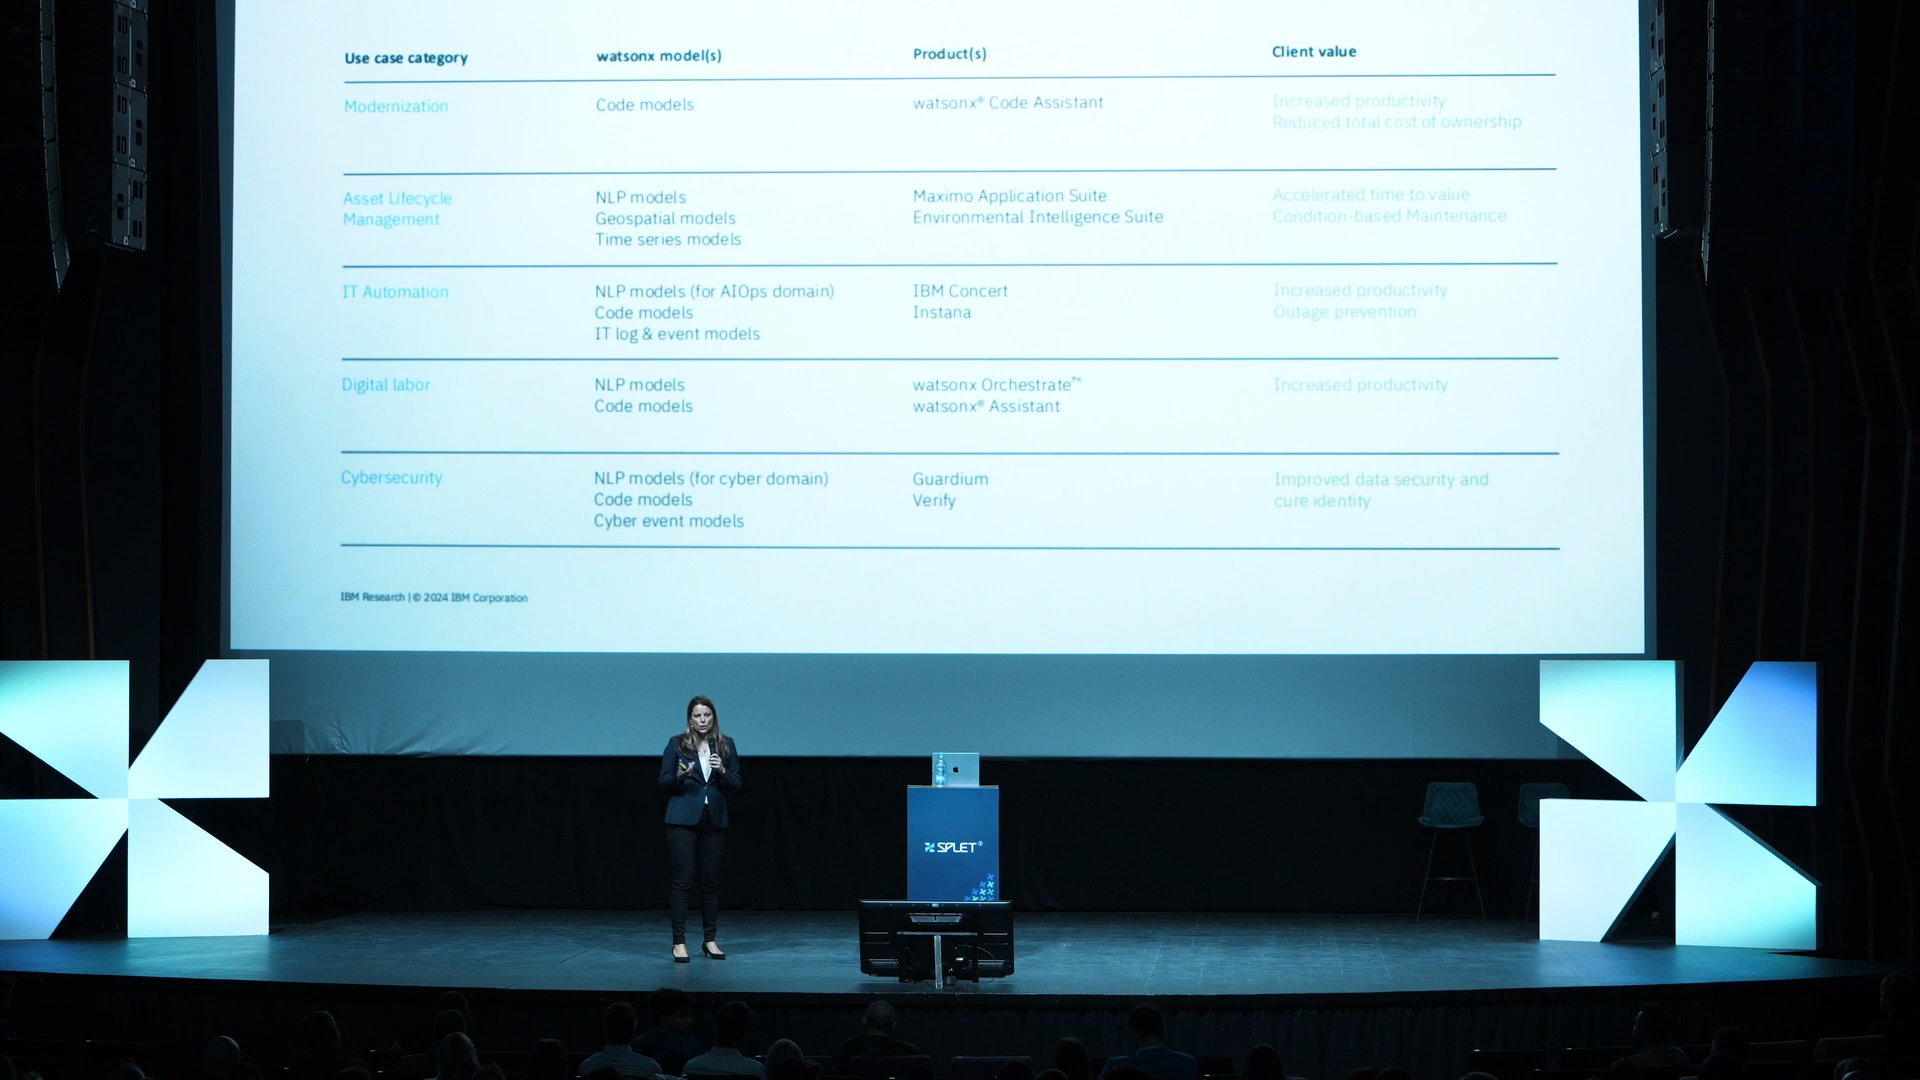 Use case category watsonx model(s) Product(s) Client value
Modernization Code models watsonx® Code Assistant Increased productivity
Reduced total cost of ownership
Asset Lifecycle NLP models Maximo Application Suite Accelerated time to value
Management Geospatial models Environmental Intelligence Suite Condition-based Maintenance
Time series models
IT Automation NLP models (for AIOps domain) IBM Concert Increased productivity
Code models Instana Outage prevention
IT log & event models
Digital labor NLP models watsonx Orchestrate™ Increased productivity
Code models watsonx® Assistant
Cybersecurity NLP models (for cyber domain) Guardium Improved data security and
Code models Verify cure identity
Cyber event models
IBM Research | © 2024 IBM Corporation
SPLET